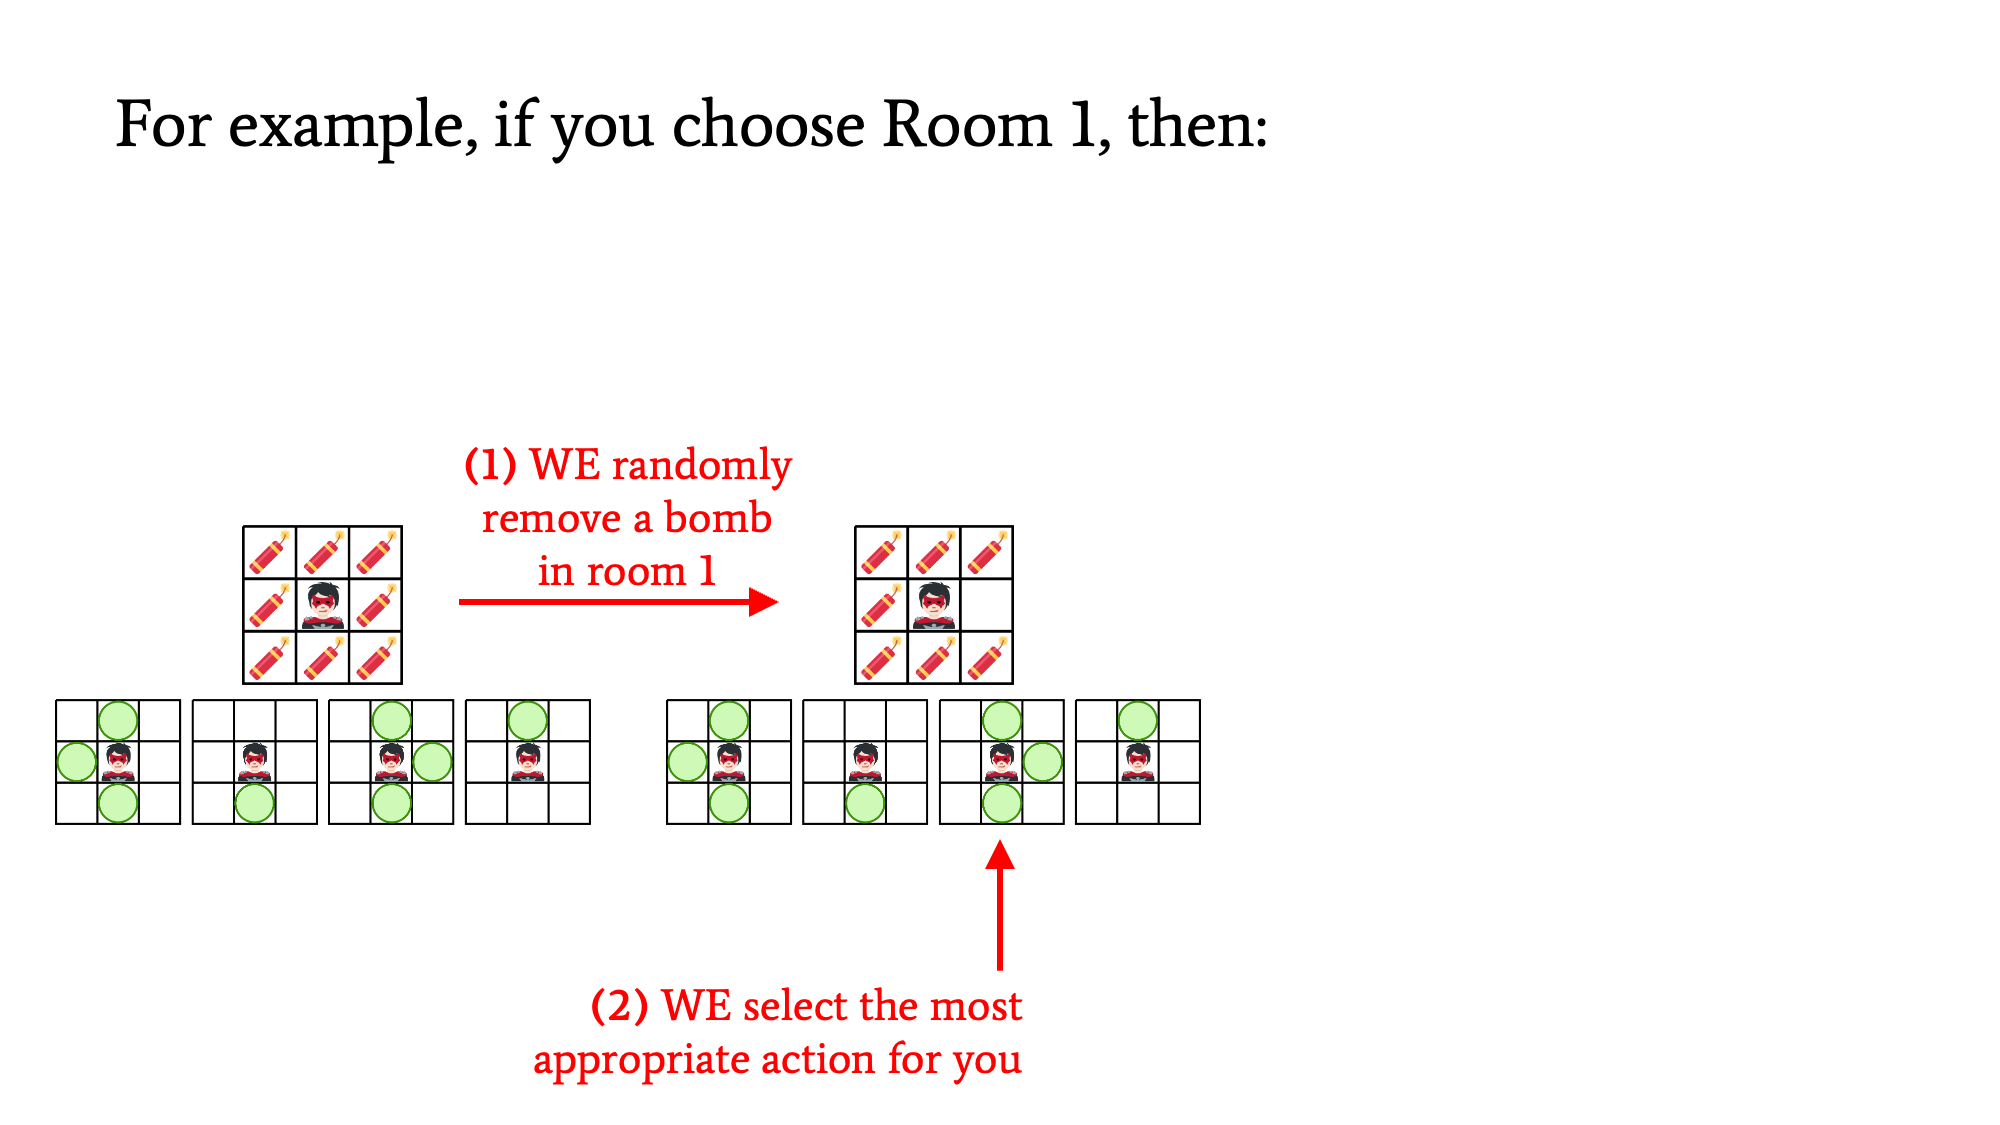 For example, if you choose Room 1, then:
(1) WE randomly
remove a bomb
in room 1
(2) WE select the most
appropriate action for you